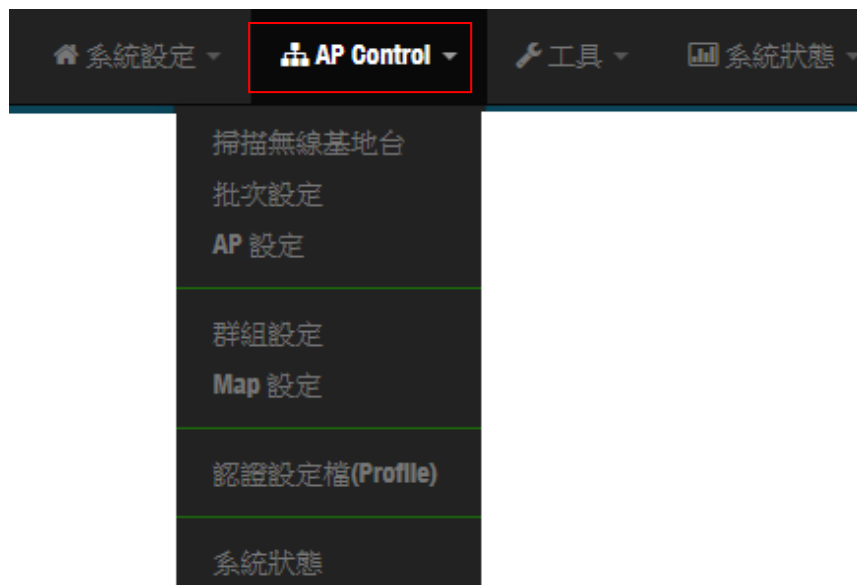 系統設定 AP Control 工具 系統狀態
掃描無線基地台
批次設定
AP 設定
群組設定
Map 設定
認證設定檔(Profile)
系統狀態